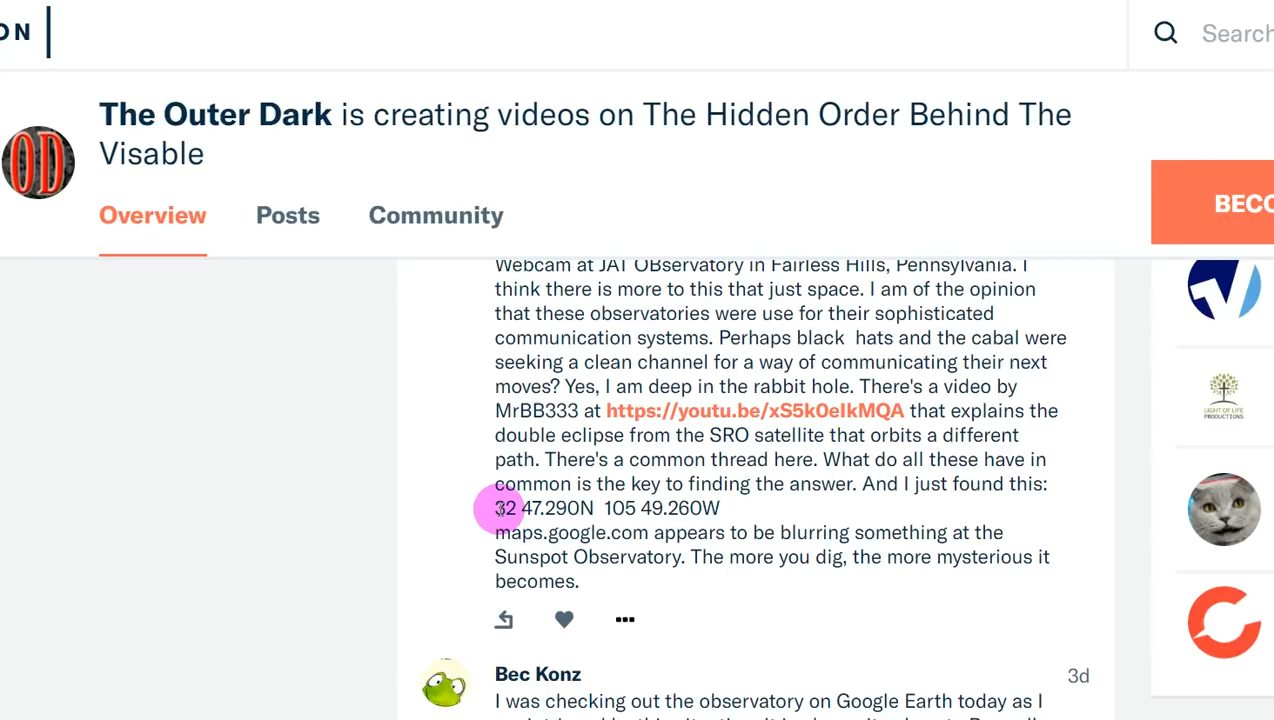 ON
Search
The Outer Dark is creating videos on The Hidden Order Behind The
Visable
OD
BECO
Overview Posts Community
Webcam at JAT OBservatory in Fairless Hills, Pennsylvania. I
think there is more to this that just space. I am of the opinion
that these observatories were use for their sophisticated
communication systems. Perhaps black hats and the cabal were
seeking a clean channel for a way of communicating their next
moves? Yes, I am deep in the rabbit hole. There's a video by
MrBB333 at https://youtu.be/xS5k0eIkMQA that explains the
double eclipse from the SRO satellite that orbits a different
path. There's a common thread here. What do all these have in
common is the key to finding the answer. And I just found this:
32 47.290N 105 49.260W
maps.google.com appears to be blurring something at the
Sunspot Observatory. The more you dig, the more mysterious it
becomes.
LIGHT OF LIFE
PRODUCTIONS
Bec Konz
3d
I was checking out the observatory on Google Earth today as I